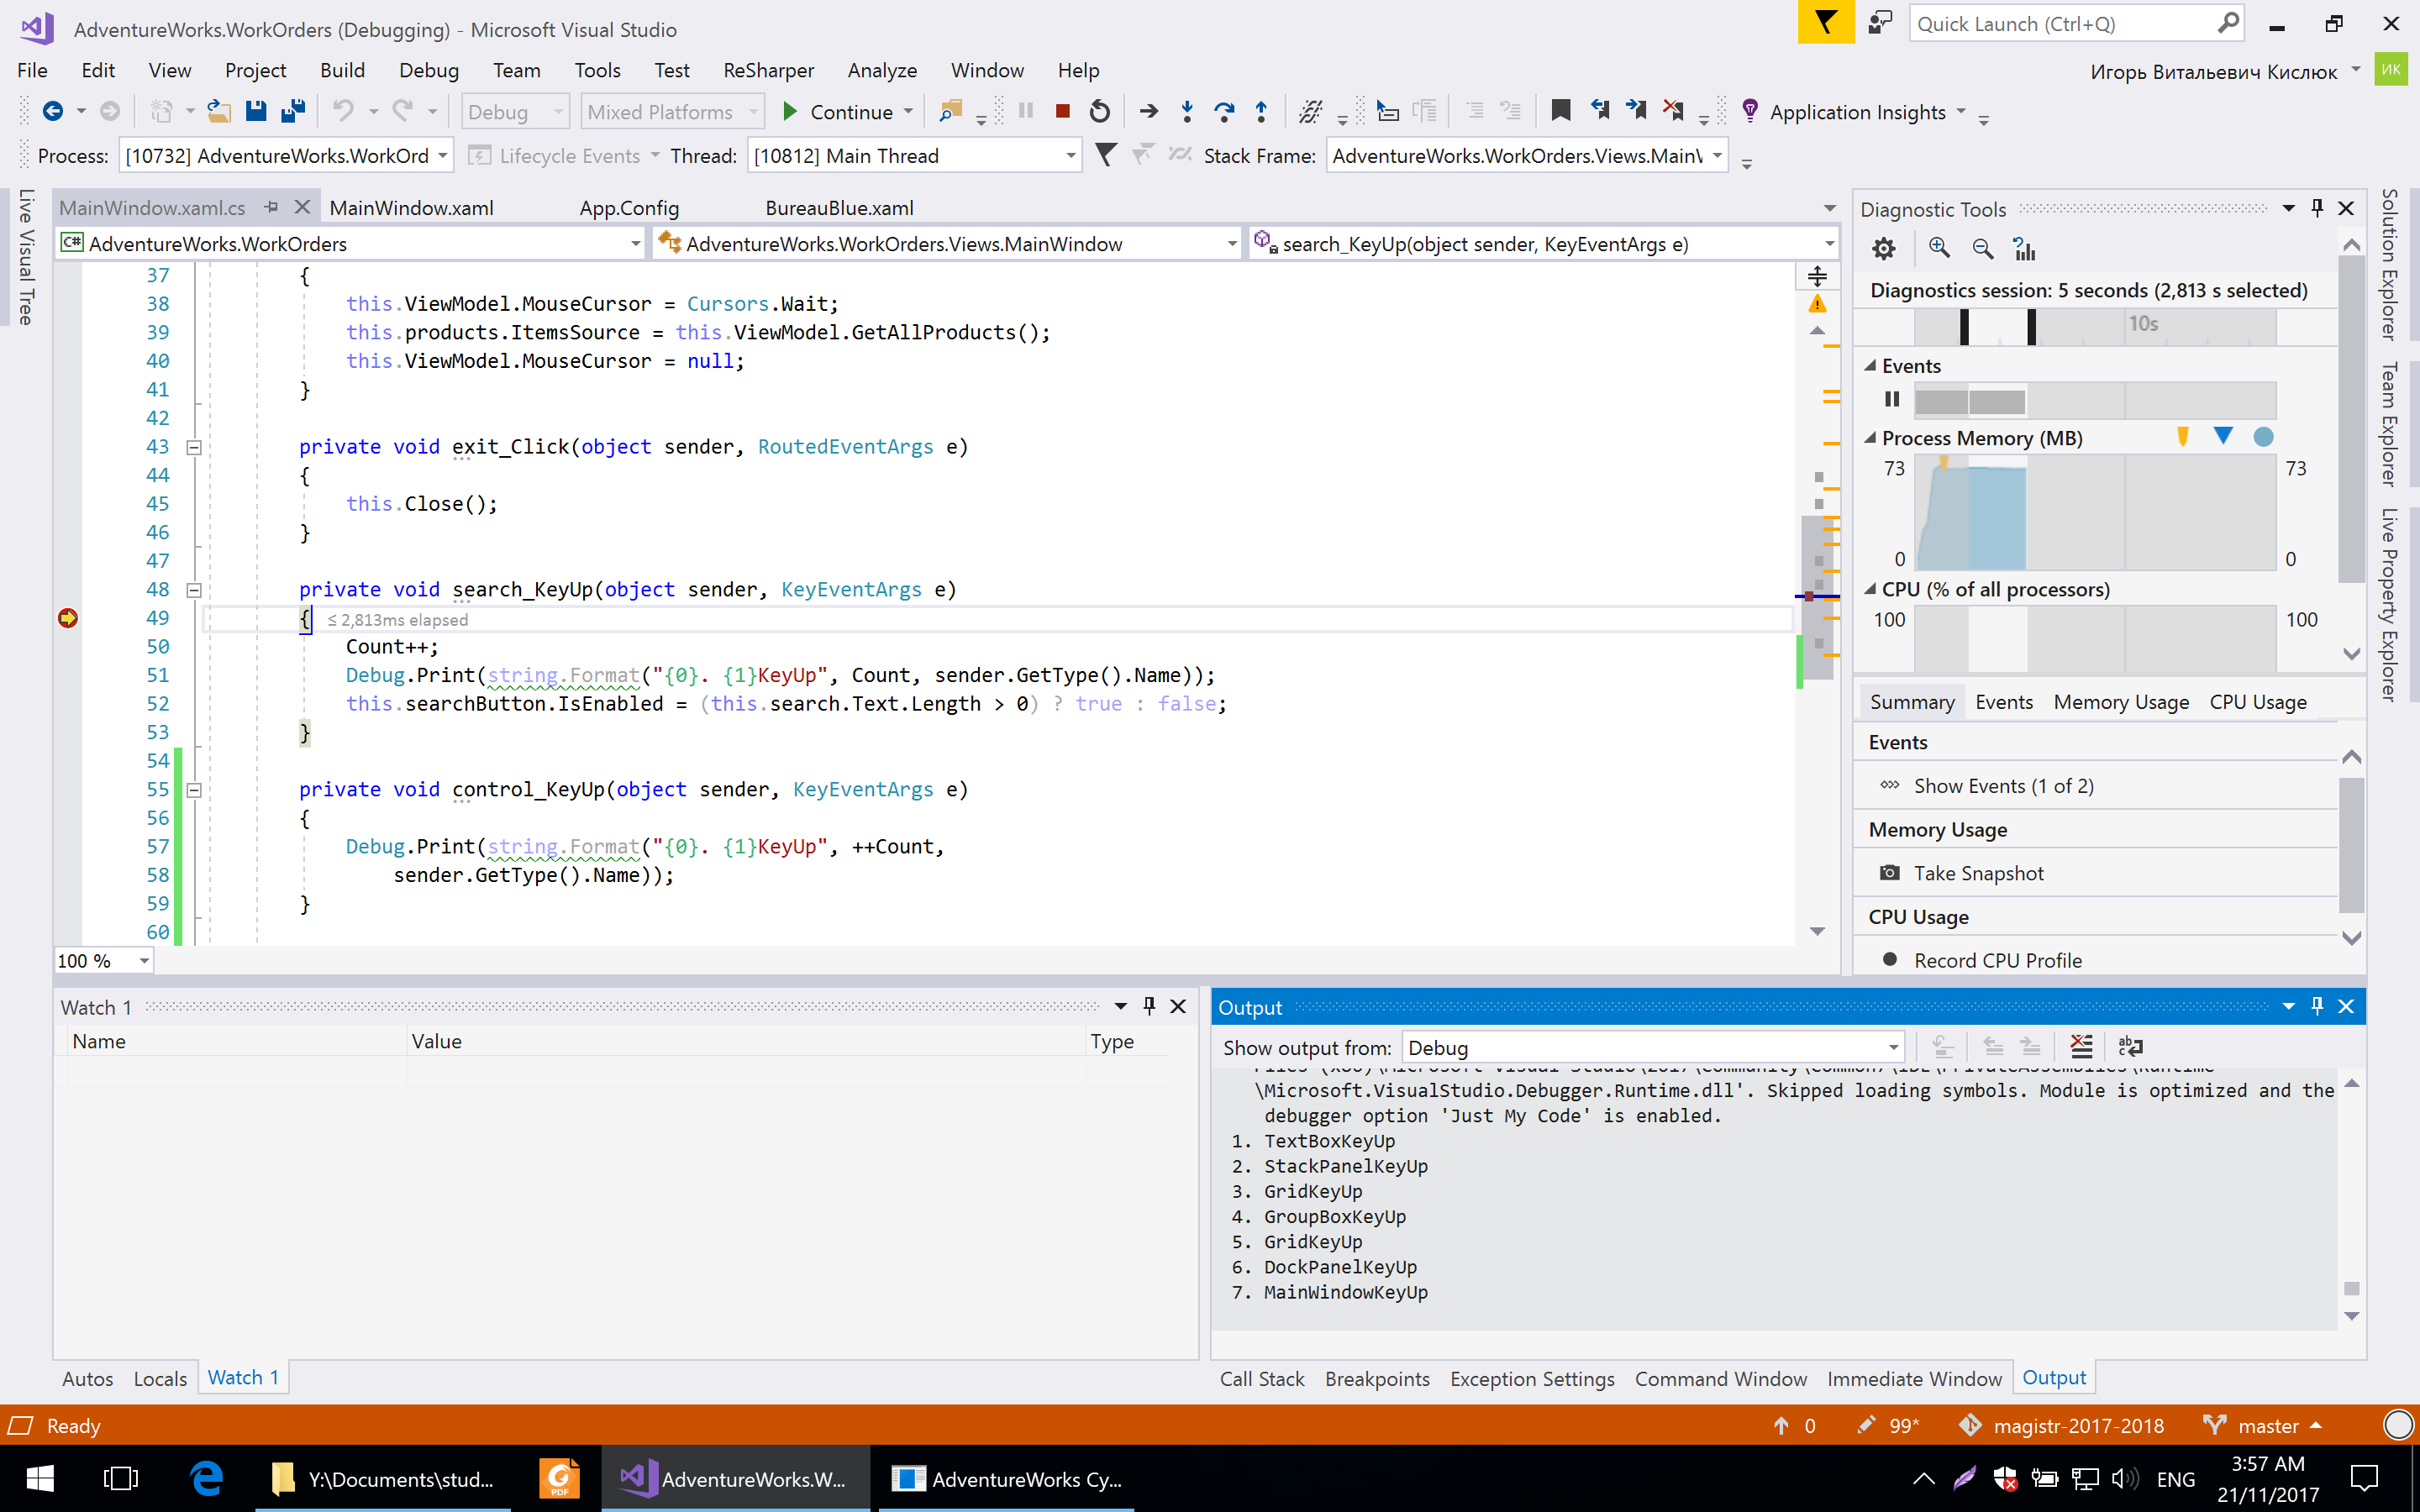 AdventureWorks.WorkOrders (Debugging) - Microsoft Visual Studio
Quick Launch (Ctrl+Q)
File Edit View Project Build Debug Team Tools Test ReSharper Analyze Window Help
Игорь Витальевич Кислюк
ИК
Debug
Mixed Platforms
Continue
Application Insights
Process: [10732] AdventureWorks.WorkOrd
Lifecycle Events
Thread: [10812] Main Thread
Stack Frame: AdventureWorks.WorkOrders.Views.MainW
Live Visual Tree
MainWindow.xaml.cs
MainWindow.xaml
App.Config
BureauBlue.xaml
C# AdventureWorks.WorkOrders
AdventureWorks.WorkOrders.Views.MainWindow
search_KeyUp(object sender, KeyEventArgs e)
37 {
38 this.ViewModel.MouseCursor = Cursors.Wait;
39 this.products.ItemsSource = this.ViewModel.GetAllProducts();
40 this.ViewModel.MouseCursor = null;
41 }
42
43 private void exit_Click(object sender, RoutedEventArgs e)
44 {
45 this.Close();
46 }
47
48 private void search_KeyUp(object sender, KeyEventArgs e)
49 { ≤ 2,813ms elapsed
50 Count++;
51 Debug.Print(string.Format("{0}. {1}KeyUp", Count, sender.GetType().Name));
52 this.searchButton.IsEnabled = (this.search.Text.Length > 0) ? true : false;
53 }
54
55 private void control_KeyUp(object sender, KeyEventArgs e)
56 {
57 Debug.Print(string.Format("{0}. {1}KeyUp", ++Count,
58 sender.GetType().Name));
59 }
60
100 %
Diagnostic Tools
Diagnostics session: 5 seconds (2,813 s selected)
10s
Events
Process Memory (MB)
73 73
0 0
CPU (% of all processors)
100 100
Summary Events Memory Usage CPU Usage
Events
Show Events (1 of 2)
Memory Usage
Take Snapshot
CPU Usage
Record CPU Profile
Solution Explorer
Team Explorer
Live Property Explorer
Watch 1
Name Value Type
Autos Locals Watch 1
Output
Show output from: Debug
Files (x86)\Microsoft Visual Studio\2017\Community\Common7\IDE\PrivateAssemblies\Runtime
\Microsoft.VisualStudio.Debugger.Runtime.dll'. Skipped loading symbols. Module is optimized and the
debugger option 'Just My Code' is enabled.
1. TextBoxKeyUp
2. StackPanelKeyUp
3. GridKeyUp
4. GroupBoxKeyUp
5. GridKeyUp
6. DockPanelKeyUp
7. MainWindowKeyUp
Call Stack Breakpoints Exception Settings Command Window Immediate Window Output
Ready
0
99*
magistr-2017-2018
master
Y:\Documents\stud...
PDF
AdventureWorks.W...
AdventureWorks Cy...
ENG
3:57 AM
21/11/2017